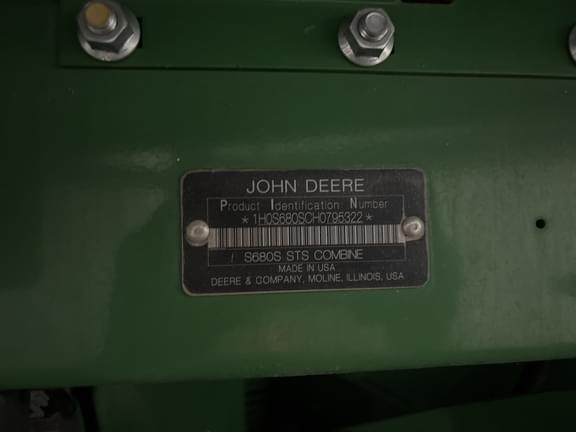 JOHN DEERE
Product Identification Number
*1H0S680SCH0795322*
S680S STS COMBINE
MADE IN USA
DEERE & COMPANY, MOLINE, ILLINOIS, USA